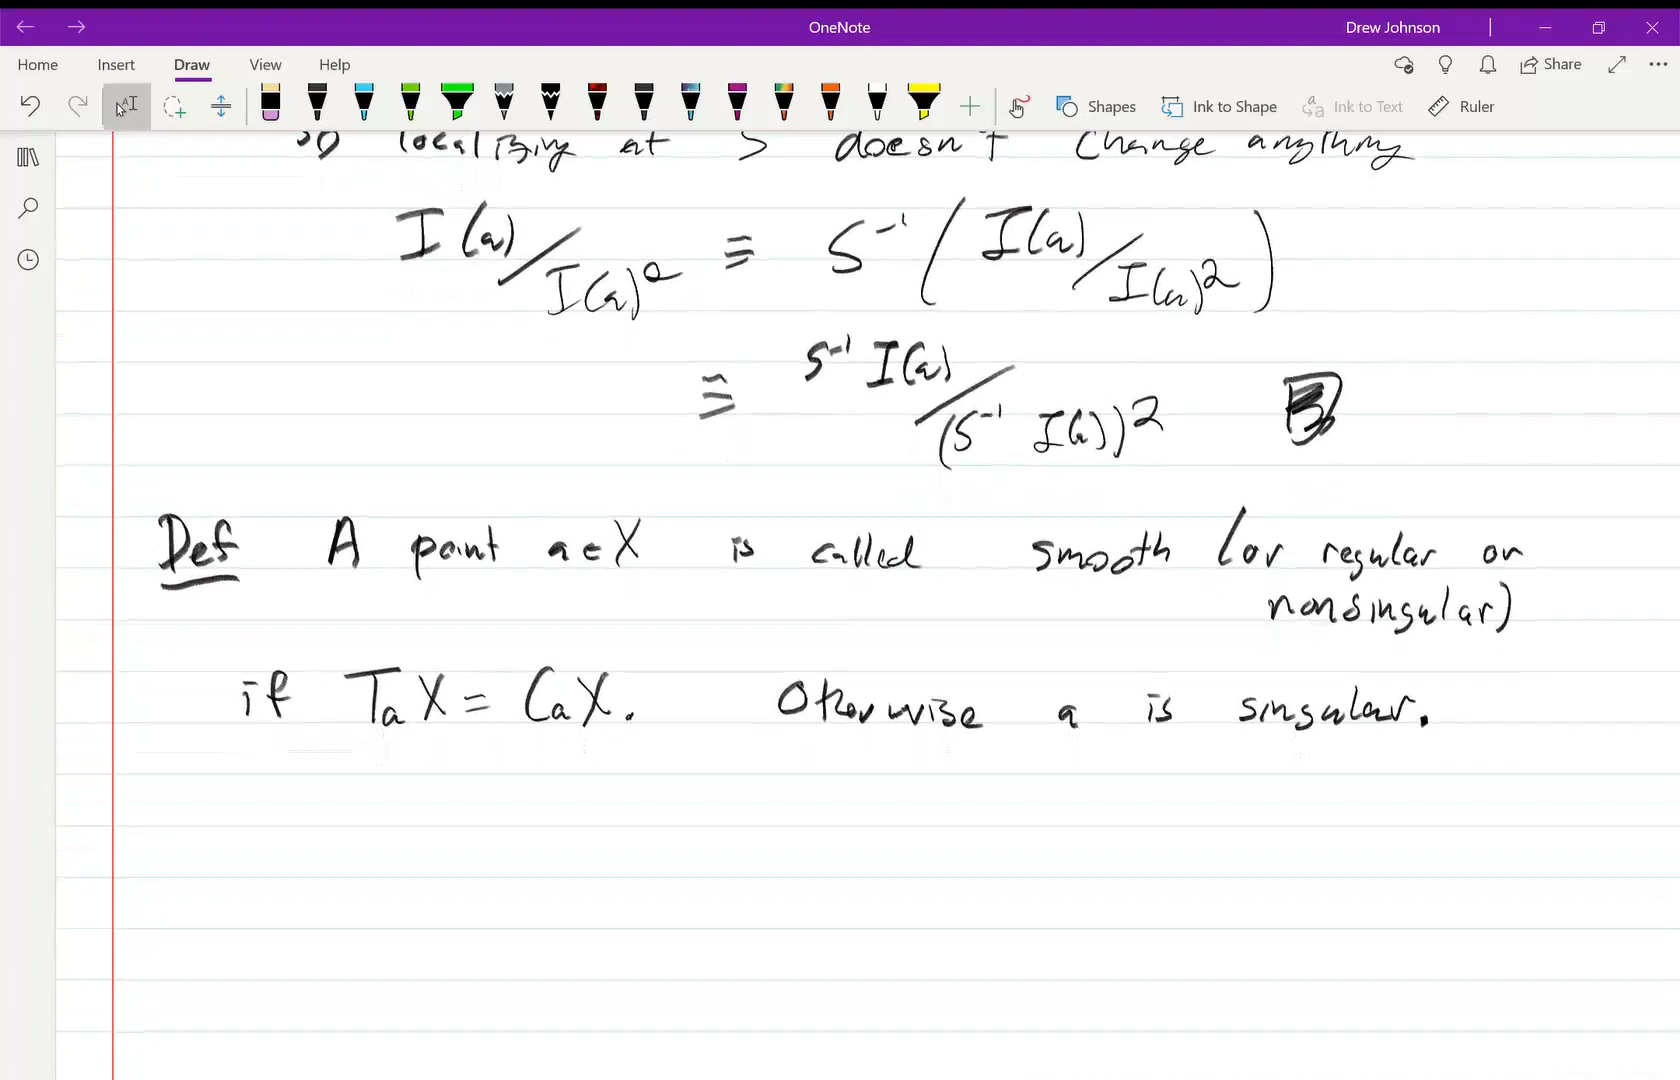 OneNote
Drew Johnson
Home Insert Draw View Help
Share
Shapes Ink to Shape Ink to Text Ruler
so localizing at S doesn't change anything
I(a)/I(a)² ≅ S⁻¹(I(a)/I(a)²)
≅ S⁻¹ I(a)/(S⁻¹ I(a))²
Def A point a ∈ X is called smooth (or regular or
nonsingular)
if TₐX = CₐX. Otherwise a is singular.